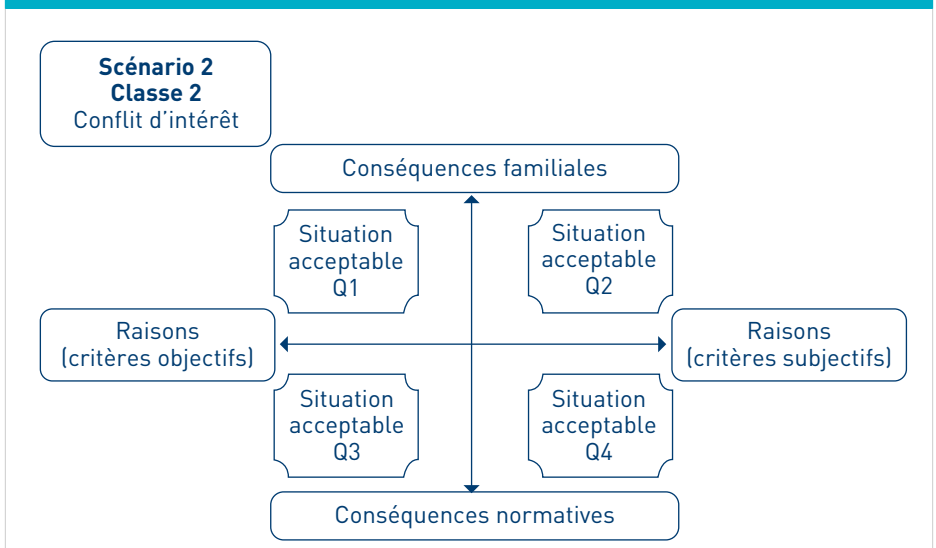 Scénario 2
Classe 2
Conflit d’intérêt
Conséquences familiales
Situation
acceptable
Q1
Situation
acceptable
Q2
Raisons
(critères objectifs)
Raisons
(critères subjectifs)
Situation
acceptable
Q3
Situation
acceptable
Q4
Conséquences normatives